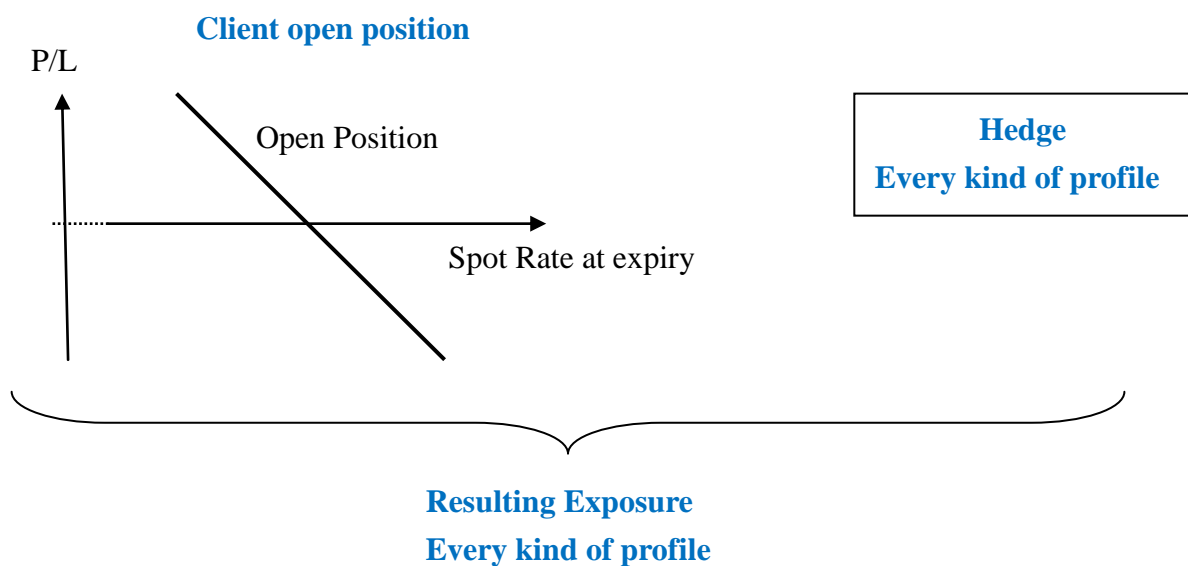 Client open position
P/L
Open Position
Hedge
Every kind of profile
Spot Rate at expiry
Resulting Exposure
Every kind of profile